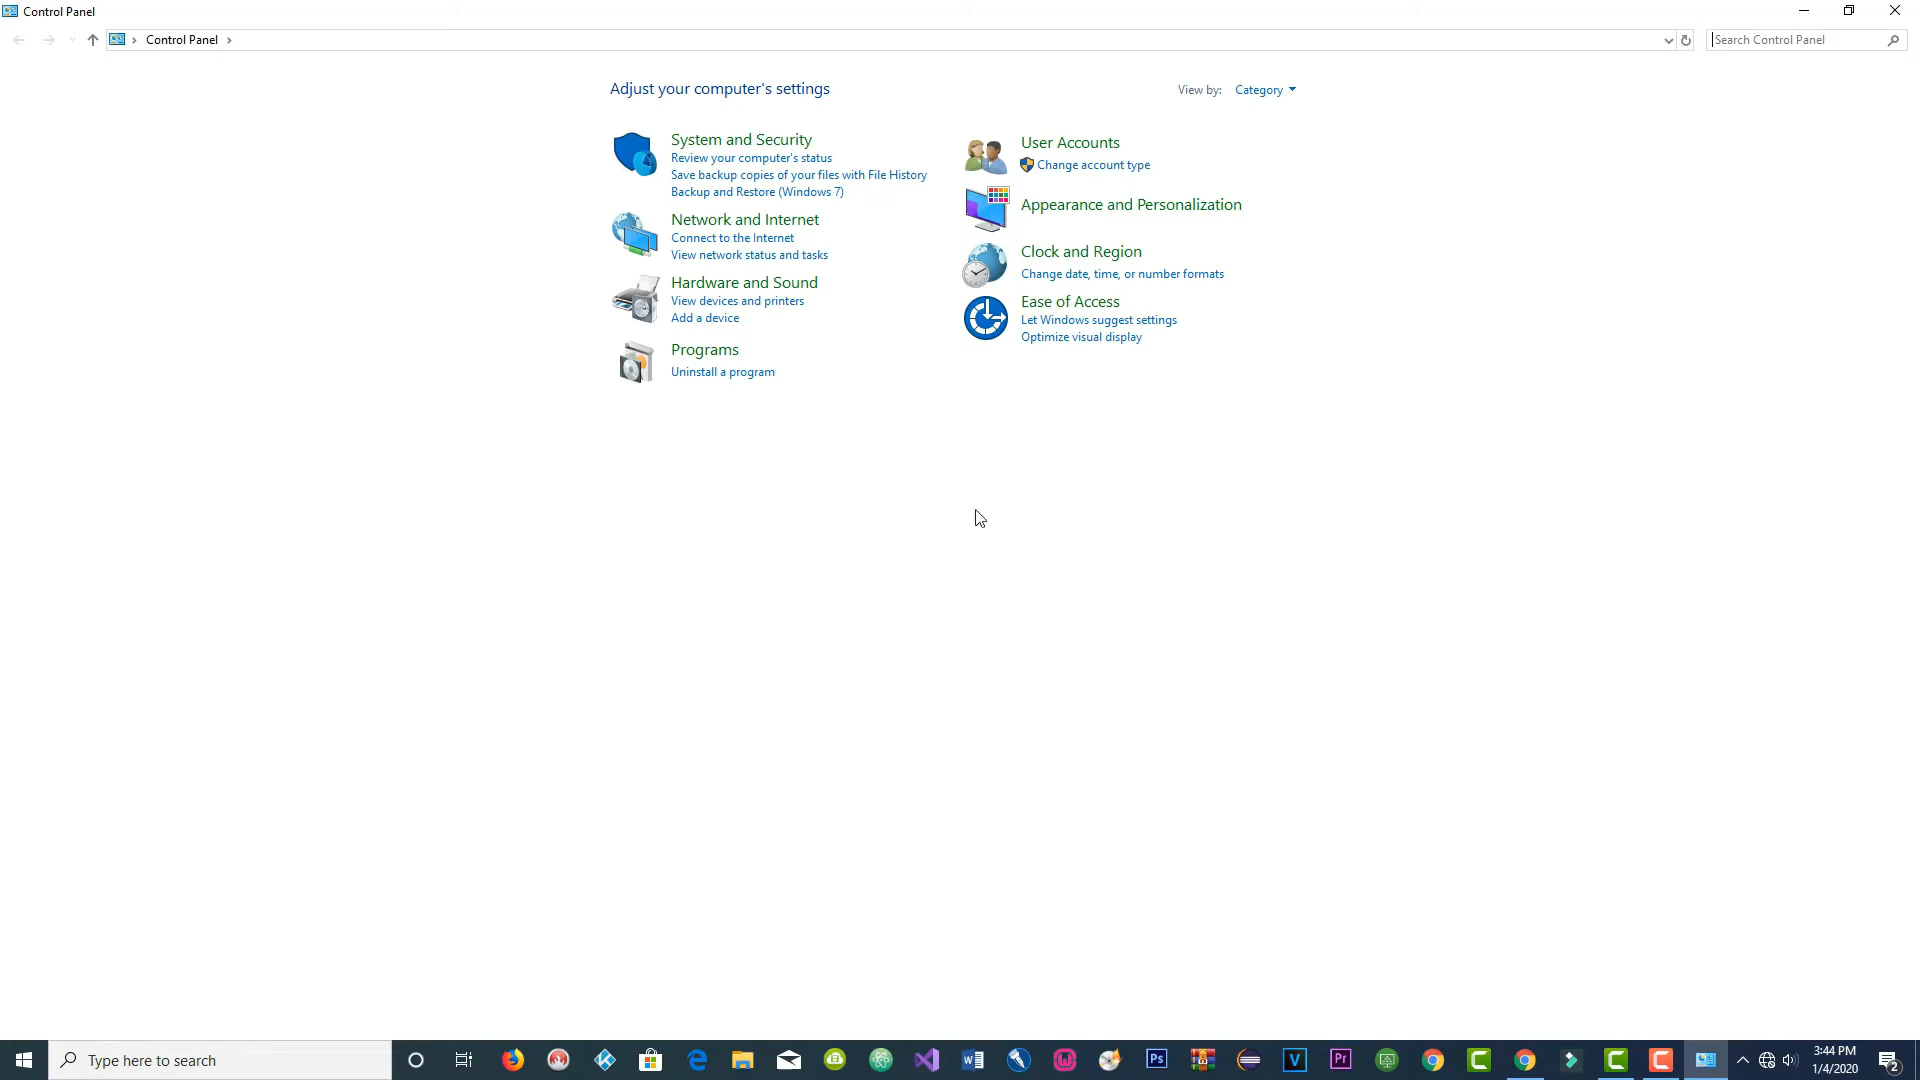 Control Panel
Control Panel
Search Control Panel
Adjust your computer's settings
View by: Category
System and Security
Review your computer's status
Save backup copies of your files with File History
Backup and Restore (Windows 7)
Network and Internet
Connect to the Internet
View network status and tasks
Hardware and Sound
View devices and printers
Add a device
Programs
Uninstall a program
User Accounts
Change account type
Appearance and Personalization
Clock and Region
Change date, time, or number formats
Ease of Access
Let Windows suggest settings
Optimize visual display
Type here to search
Ps
V
Pr
3:44 PM
1/4/2020
2